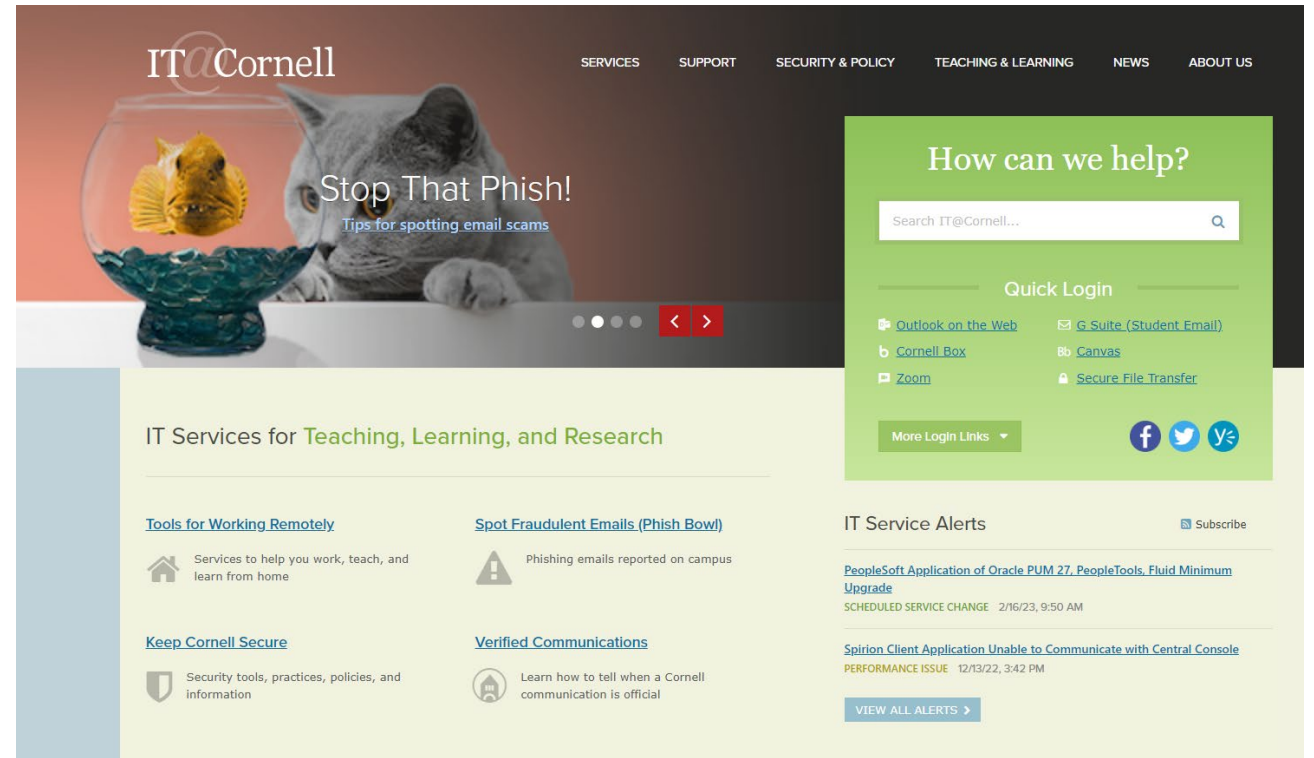 IT@Cornell
SERVICES SUPPORT SECURITY & POLICY TEACHING & LEARNING NEWS ABOUT US
Stop That Phish!
Tips for spotting email scams
How can we help?
Search IT@Cornell...
Quick Login
Outlook on the Web
G Suite (Student Email)
b Cornell Box
Bb Canvas
Zoom
Secure File Transfer
More Login Links
IT Services for Teaching, Learning, and Research
Tools for Working Remotely
Services to help you work, teach, and
learn from home
Spot Fraudulent Emails (Phish Bowl)
Phishing emails reported on campus
Keep Cornell Secure
Security tools, practices, policies, and
information
Verified Communications
Learn how to tell when a Cornell
communication is official
IT Service Alerts
Subscribe
PeopleSoft Application of Oracle PUM 27, PeopleTools, Fluid Minimum
Upgrade
SCHEDULED SERVICE CHANGE 2/16/23, 9:50 AM
Spirion Client Application Unable to Communicate with Central Console
PERFORMANCE ISSUE 12/13/22, 3:42 PM
VIEW ALL ALERTS